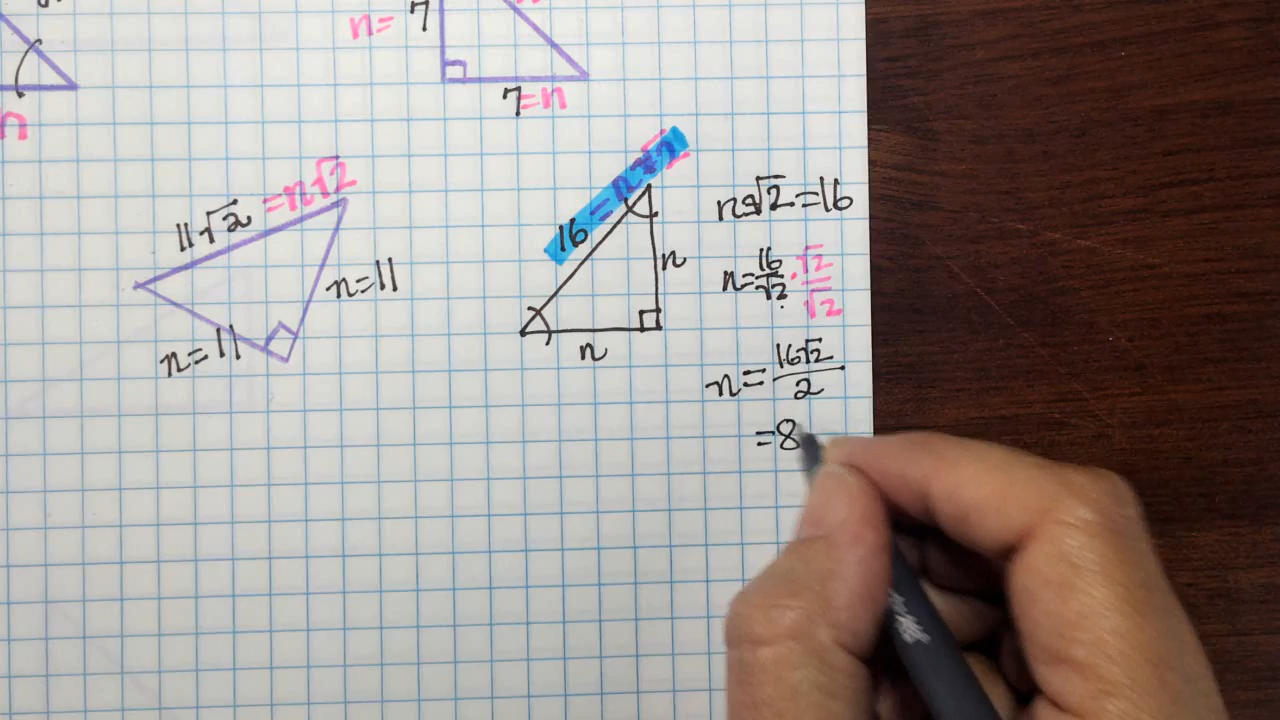 n= 7
7=n
n
11√2 =n√2
n=11
n=11
16 = n√2
n
n
n√2=16
n=16/√2 · √2/√2
n= 16√2/2
=8